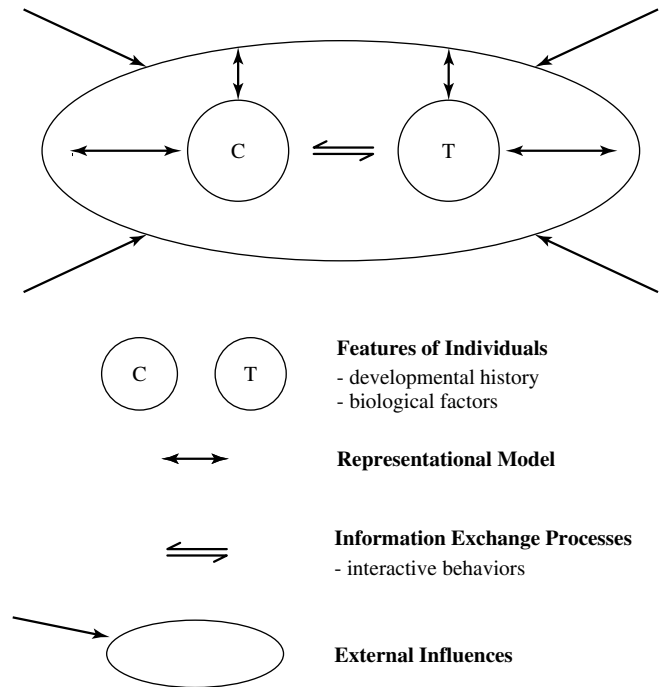 C T
C T
Features of Individuals
- developmental history
- biological factors
Representational Model
Information Exchange Processes
- interactive behaviors
External Influences